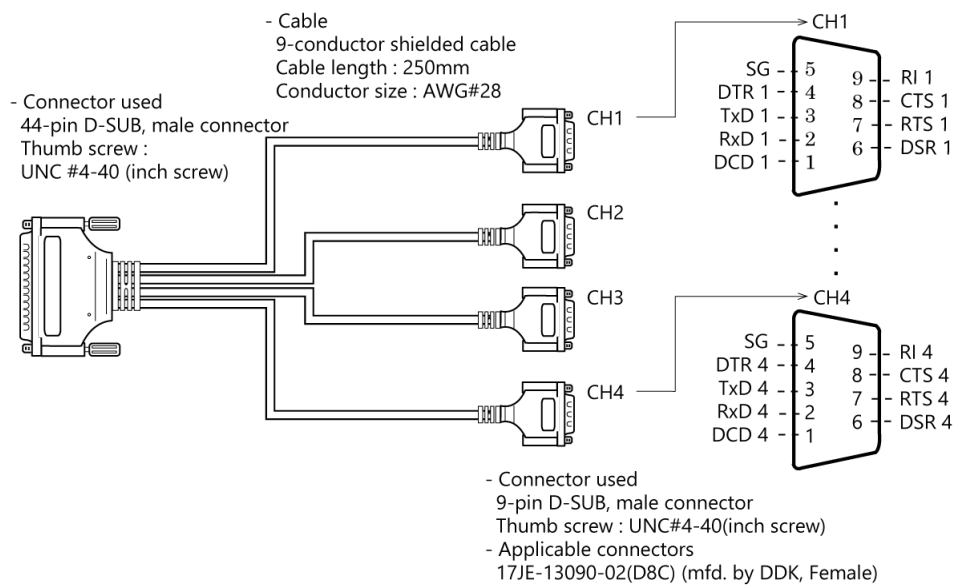 - Cable
9-conductor shielded cable
Cable length : 250mm
Conductor size : AWG#28
- Connector used
44-pin D-SUB, male connector
Thumb screw :
UNC #4-40 (inch screw)
CH1
CH2
CH3
CH4
CH1
SG - - 5
DTR 1 - - 4
TxD 1 - - 3
RxD 1 - - 2
DCD 1 - - 1
9 - - RI 1
8 - - CTS 1
7 - - RTS 1
6 - - DSR 1
CH4
SG - - 5
DTR 4 - - 4
TxD 4 - - 3
RxD 4 - - 2
DCD 4 - - 1
9 - - RI 4
8 - - CTS 4
7 - - RTS 4
6 - - DSR 4
- Connector used
9-pin D-SUB, male connector
Thumb screw : UNC#4-40(inch screw)
- Applicable connectors
17JE-13090-02(D8C) (mfd. by DDK, Female)